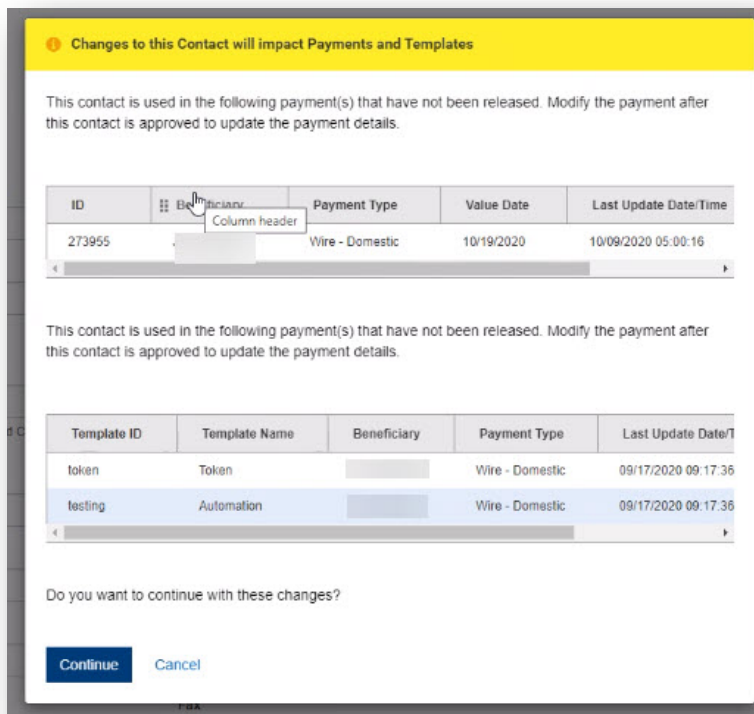 Changes to this Contact will impact Payments and Templates
This contact is used in the following payment(s) that have not been released. Modify the payment after
this contact is approved to update the payment details.
ID Beneficiary Payment Type Value Date Last Update Date/Time
Column header
273955 Wire - Domestic 10/19/2020 10/09/2020 05:00:16
This contact is used in the following payment(s) that have not been released. Modify the payment after
this contact is approved to update the payment details.
Template ID Template Name Beneficiary Payment Type Last Update Date/T
token Token Wire - Domestic 09/17/2020 09:17:36
testing Automation Wire - Domestic 09/17/2020 09:17:36
Do you want to continue with these changes?
Continue Cancel
Fax